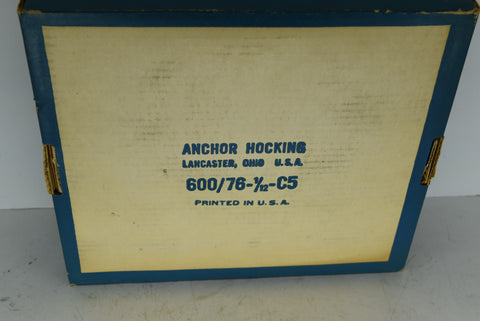 ANCHOR HOCKING
LANCASTER, OHIO U.S.A.
600/76-1/12-C5
PRINTED IN U.S.A.